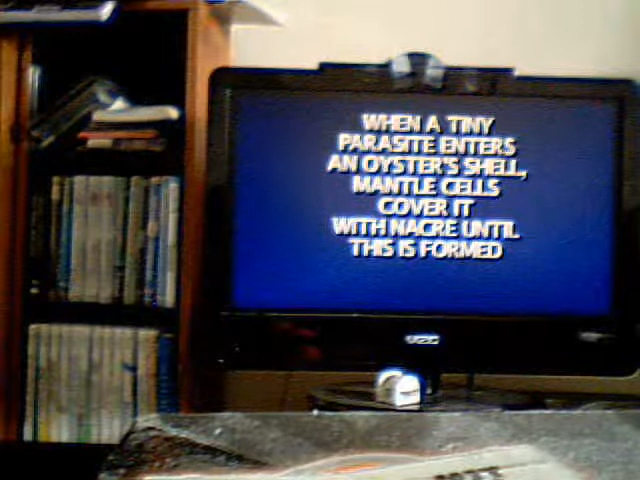 WHEN A TINY
PARASITE ENTERS
AN OYSTER'S SHELL,
MANTLE CELLS
COVER IT
WITH NACRE UNTIL
THIS IS FORMED